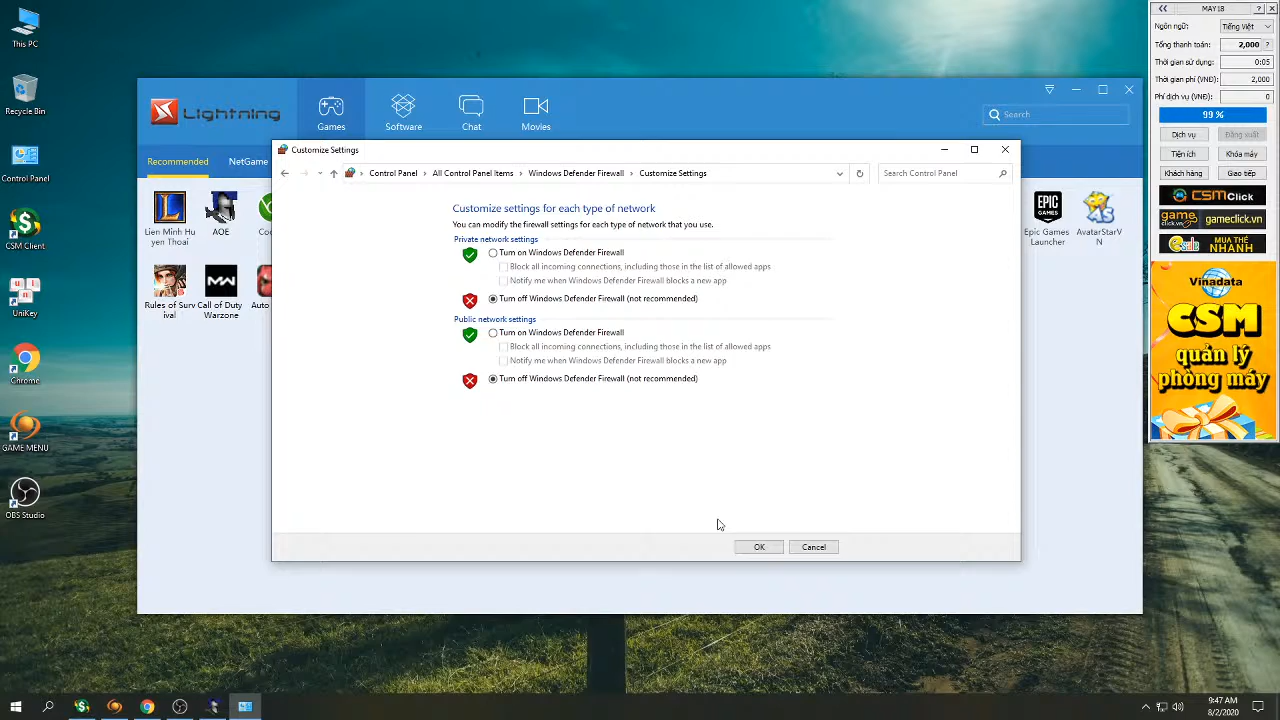 This PC
Recycle Bin
Control Panel
CSM Client
UniKey
Chrome
GAME MENU
OBS Studio
Lightning
Games
Software
Chat
Movies
Search
Recommended
NetGame
Lien Minh Huyen Thoai
AOE
Rules of Survival
Call of Duty Warzone
Auto
Epic Games Launcher
AvatarStarVN
EPIC
GAMES
Customize Settings
Control Panel › All Control Panel Items › Windows Defender Firewall › Customize Settings
Search Control Panel
Customize settings for each type of network
You can modify the firewall settings for each type of network that you use.
Private network settings
Turn on Windows Defender Firewall
Block all incoming connections, including those in the list of allowed apps
Notify me when Windows Defender Firewall blocks a new app
Turn off Windows Defender Firewall (not recommended)
Public network settings
Turn on Windows Defender Firewall
Block all incoming connections, including those in the list of allowed apps
Notify me when Windows Defender Firewall blocks a new app
Turn off Windows Defender Firewall (not recommended)
OK
Cancel
MAY18
Ngôn ngữ: Tiếng Việt
Tổng thanh toán: 2,000 ?
Thời gian sử dụng: 0:05
Thời gian phí (VNĐ): 2,000
Phí dịch vụ (VNĐ): 0
99 %
Dịch vụ
Đăng xuất
Tiện ích
Khóa máy
Khách hàng
Giao tiếp
CSMClick
game click.vn gameclick.vn
e-sale MUA THẺ NHANH
Vinadata
CSM
quản lý
phòng máy
9:47 AM
8/2/2020